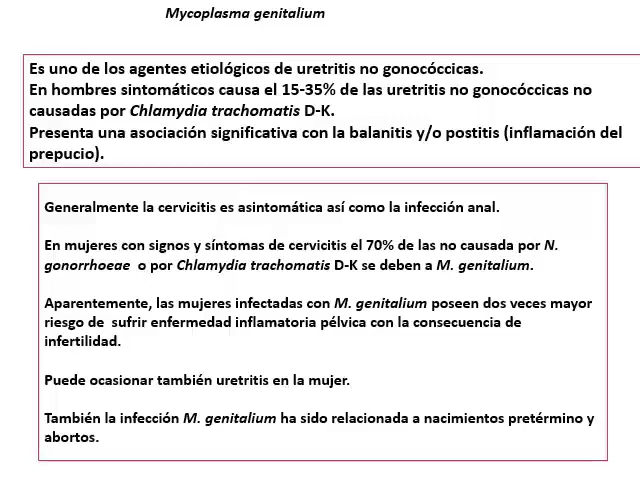 Mycoplasma genitalium
Es uno de los agentes etiológicos de uretritis no gonocóccicas.
En hombres sintomáticos causa el 15-35% de las uretritis no gonocóccicas no
causadas por Chlamydia trachomatis D-K.
Presenta una asociación significativa con la balanitis y/o postitis (inflamación del
prepucio).
Generalmente la cervicitis es asintomática así como la infección anal.
En mujeres con signos y síntomas de cervicitis el 70% de las no causada por N.
gonorrhoeae o por Chlamydia trachomatis D-K se deben a M. genitalium.
Aparentemente, las mujeres infectadas con M. genitalium poseen dos veces mayor
riesgo de sufrir enfermedad inflamatoria pélvica con la consecuencia de
infertilidad.
Puede ocasionar también uretritis en la mujer.
También la infección M. genitalium ha sido relacionada a nacimientos pretérmino y
abortos.